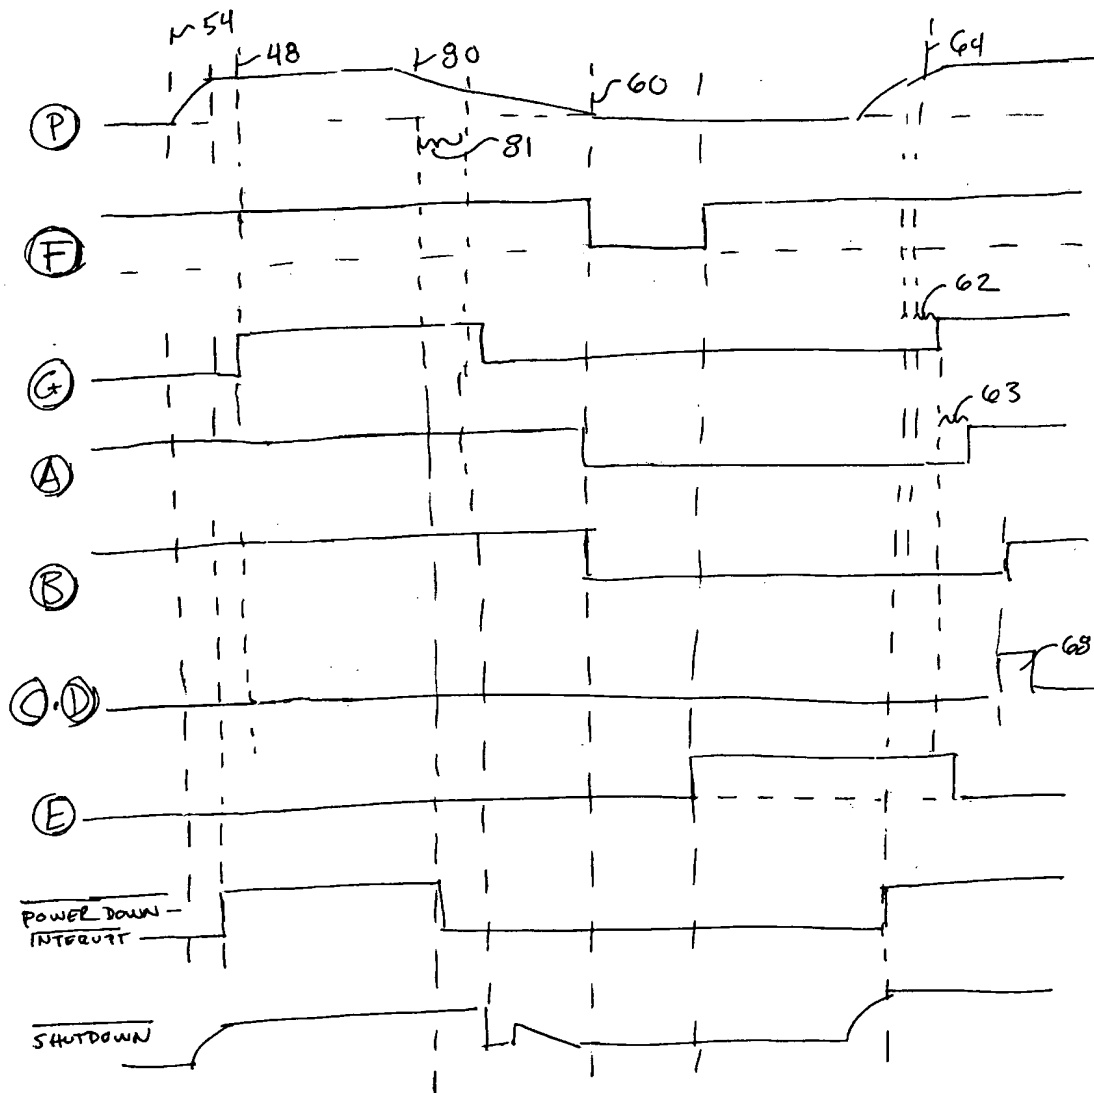 54
48
80
60
64
P
81
F
62
G
63
A
B
68
C.D
E
POWER DOWN -
INTERUPT
SHUTDOWN